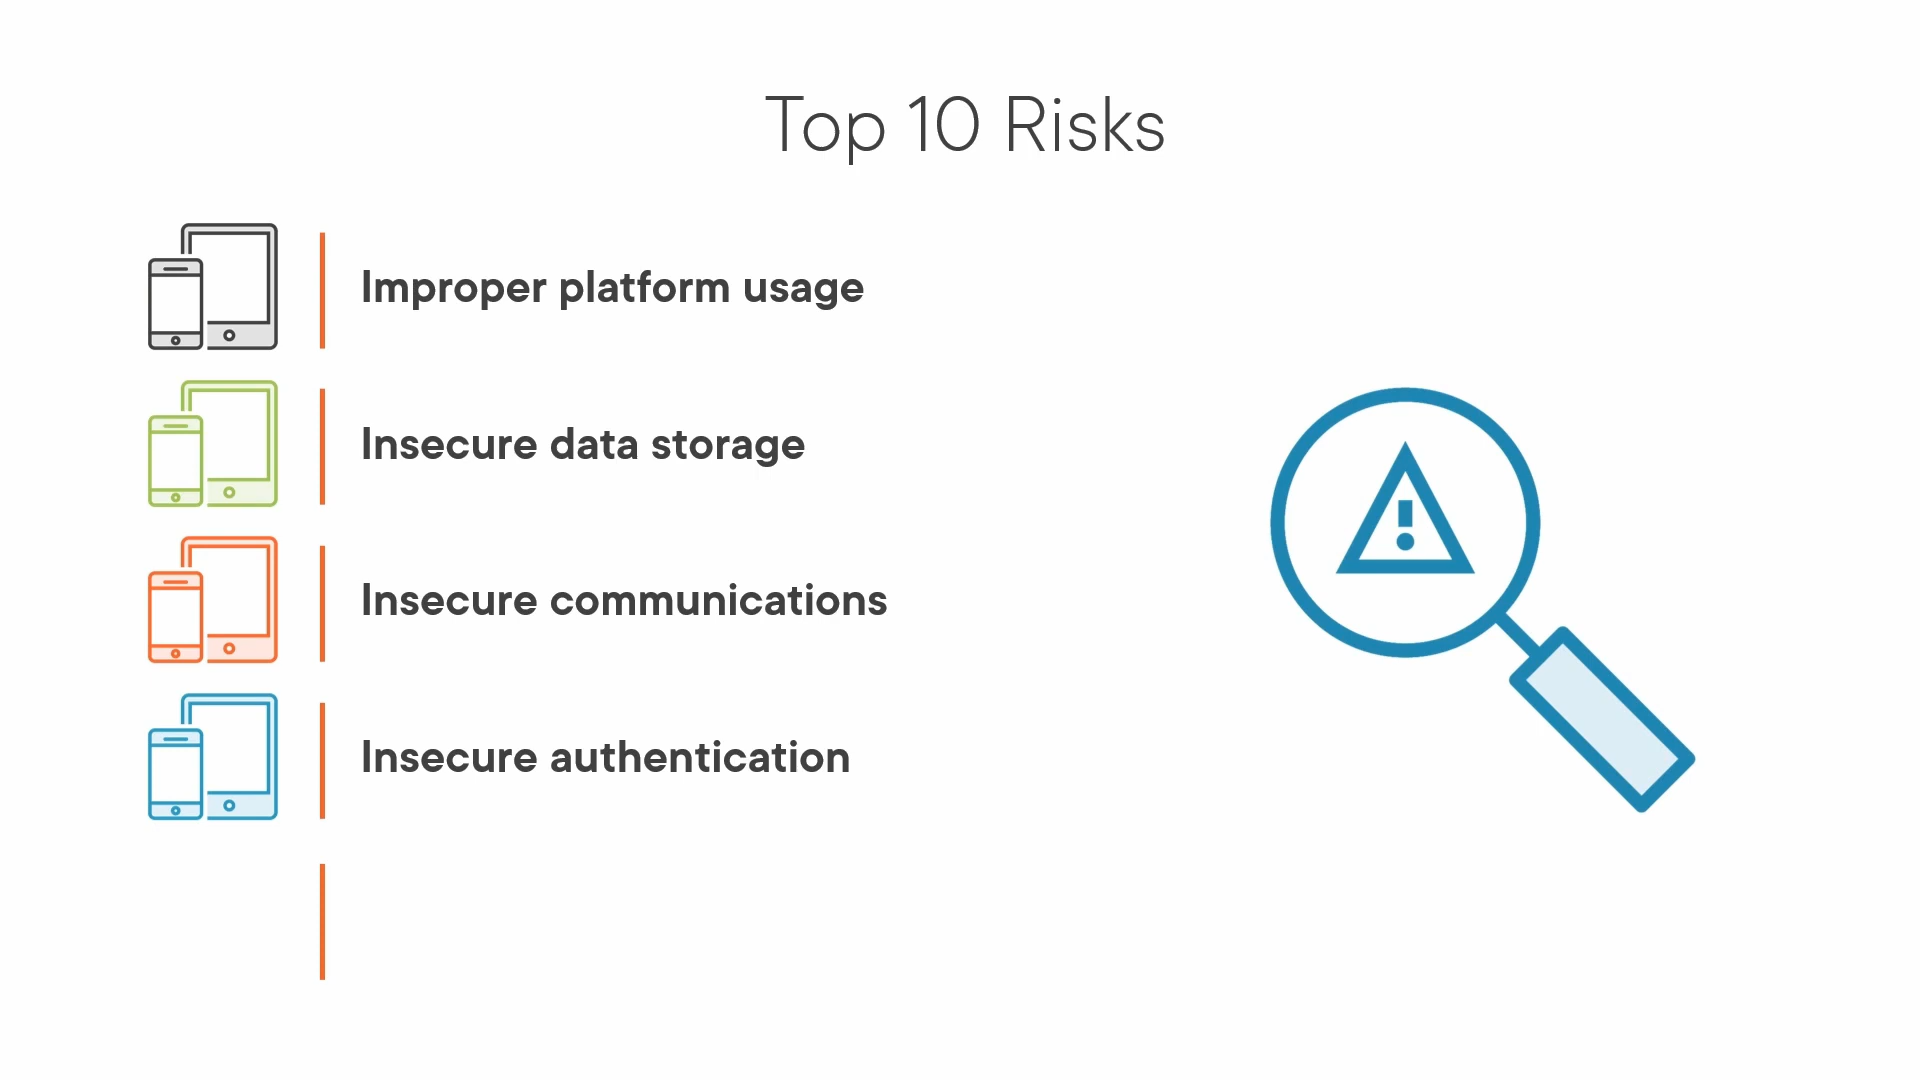 Top 10 Risks
Improper platform usage
Insecure data storage
Insecure communications
Insecure authentication